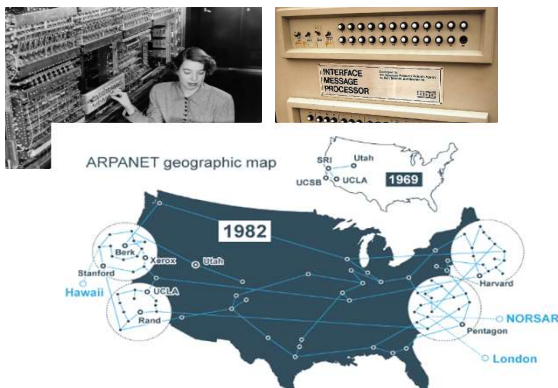 INTERFACE
MESSAGE
PROCESSOR
ARPANET geographic map
SRI
Utah
UCSB
UCLA
1969
1982
Berk
Xerox
Utah
Stanford
Hawaii
UCLA
Rand
Harvard
NORSAR
Pentagon
London